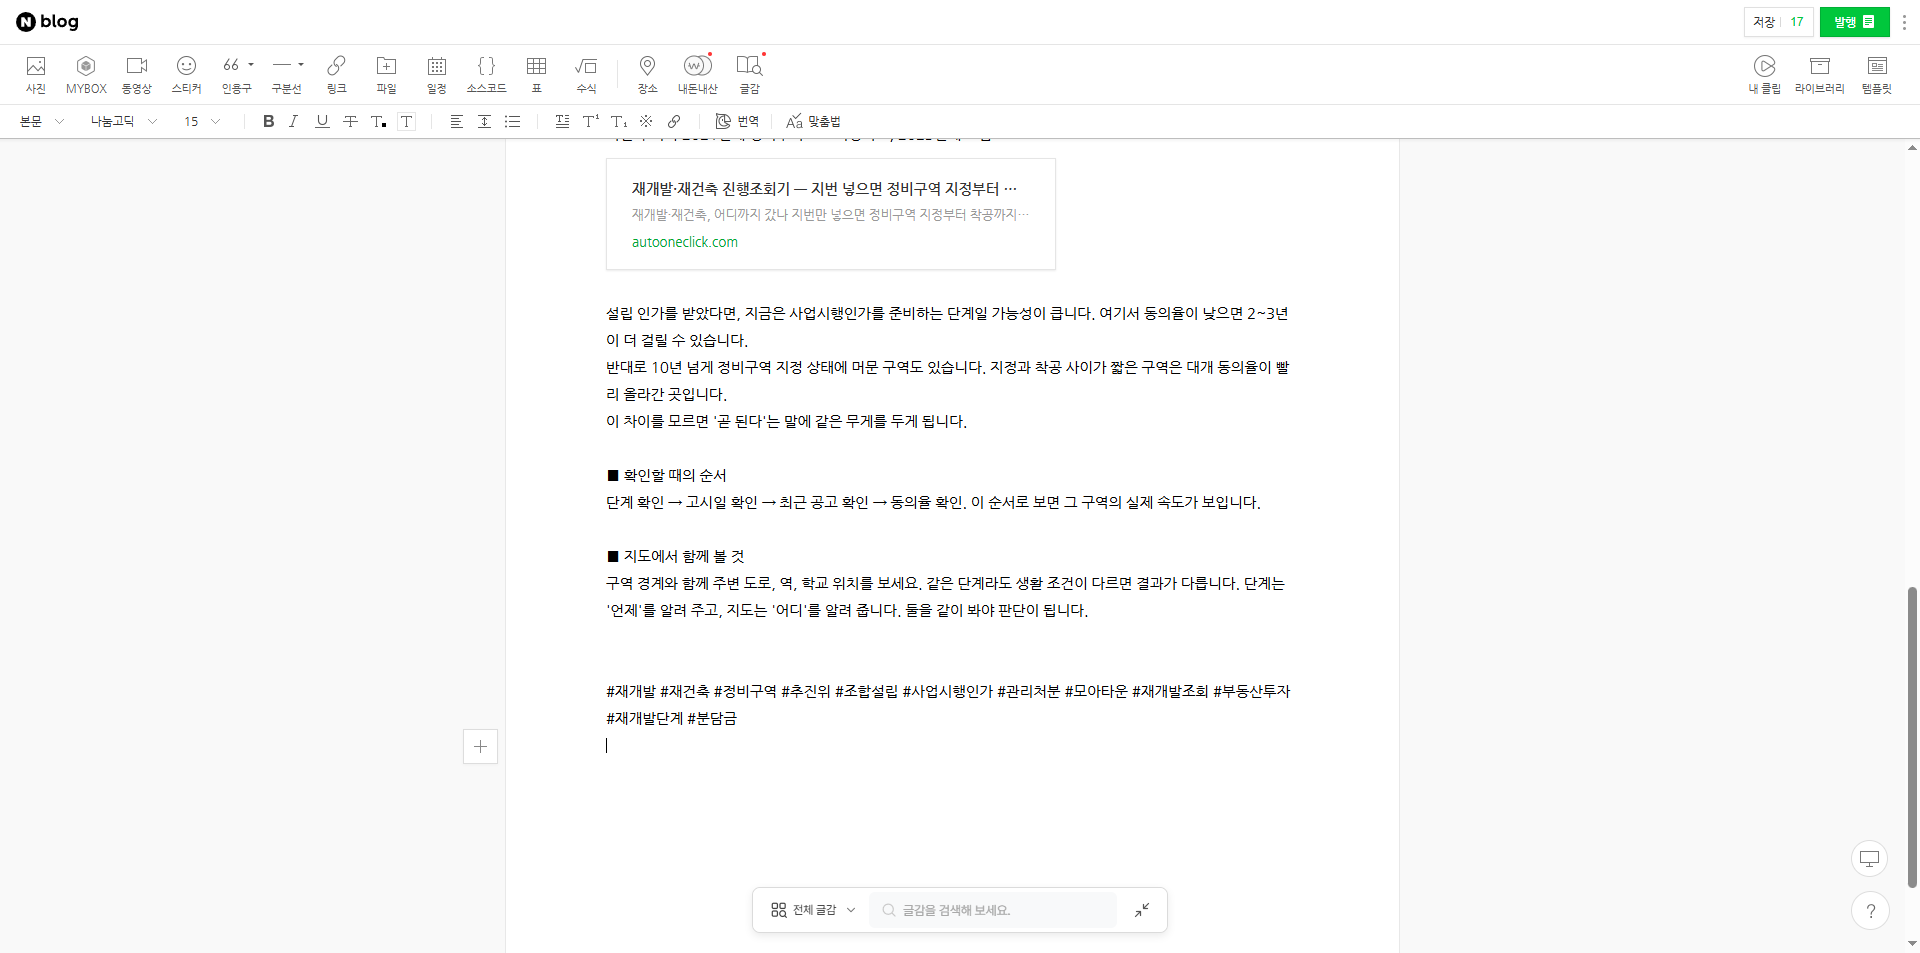 blog
저장 17
발행
사진
MYBOX
동영상
스티커
인용구
구분선
링크
파일
일정
소스코드
표
수식
장소
내돈내산
글감
내 클립
라이브러리
템플릿
본문
나눔고딕
15
번역
맞춤법
재개발·재건축 진행조회기 — 지번 넣으면 정비구역 지정부터 ···
재개발·재건축, 어디까지 갔나 지번만 넣으면 정비구역 지정부터 착공까지···
autooneclick.com
설립 인가를 받았다면, 지금은 사업시행인가를 준비하는 단계일 가능성이 큽니다. 여기서 동의율이 낮으면 2~3년
이 더 걸릴 수 있습니다.
반대로 10년 넘게 정비구역 지정 상태에 머문 구역도 있습니다. 지정과 착공 사이가 짧은 구역은 대개 동의율이 빨
리 올라간 곳입니다.
이 차이를 모르면 '곧 된다'는 말에 같은 무게를 두게 됩니다.
■ 확인할 때의 순서
단계 확인 → 고시일 확인 → 최근 공고 확인 → 동의율 확인. 이 순서로 보면 그 구역의 실제 속도가 보입니다.
■ 지도에서 함께 볼 것
구역 경계와 함께 주변 도로, 역, 학교 위치를 보세요. 같은 단계라도 생활 조건이 다르면 결과가 다릅니다. 단계는
'언제'를 알려 주고, 지도는 '어디'를 알려 줍니다. 둘을 같이 봐야 판단이 됩니다.
#재개발 #재건축 #정비구역 #추진위 #조합설립 #사업시행인가 #관리처분 #모아타운 #재개발조회 #부동산투자
#재개발단계 #분담금
전체 글감
글감을 검색해 보세요.